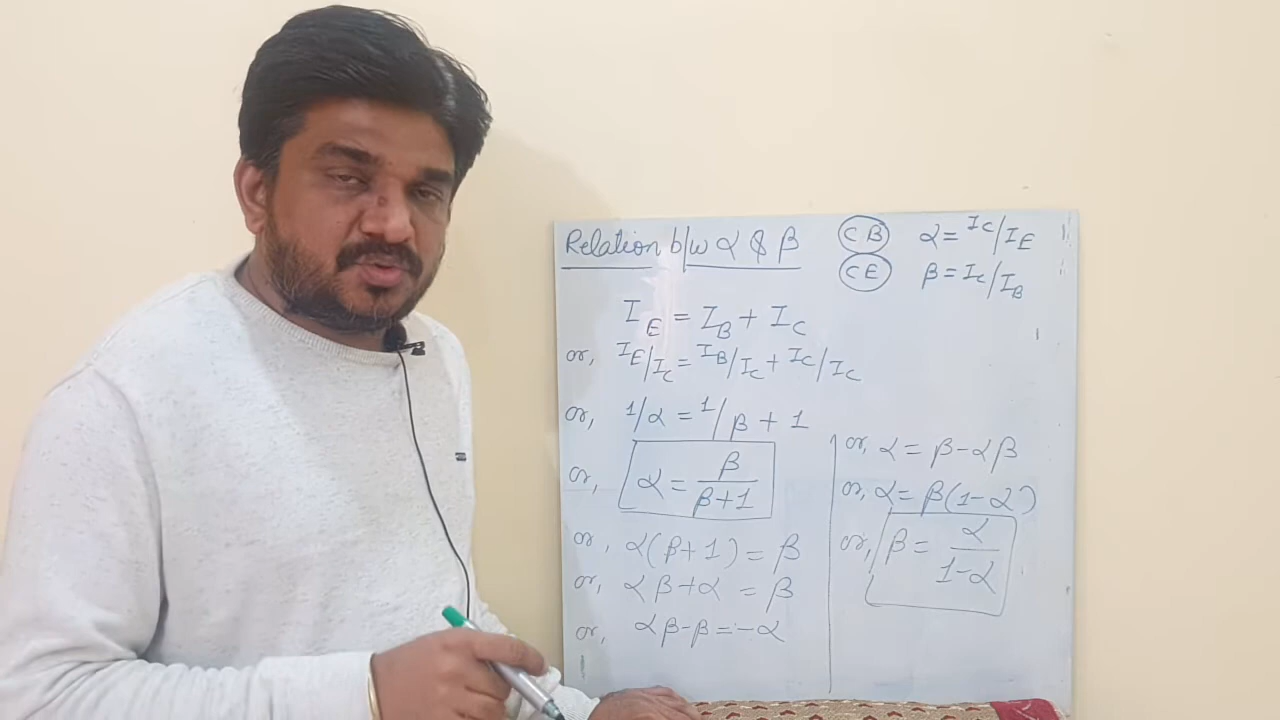 Relation b/w α & β
CB α = IC/IE
CE β = IC/IB
IE = IB + IC
or, IE/IC = IB/IC + IC/IC
or, 1/α = 1/β + 1
or, α = β/β+1
or, α(β+1) = β
or, αβ+α = β
or, αβ-β = -α
or, α = β-αβ
or, α = β(1-α)
or, β = α/1-α